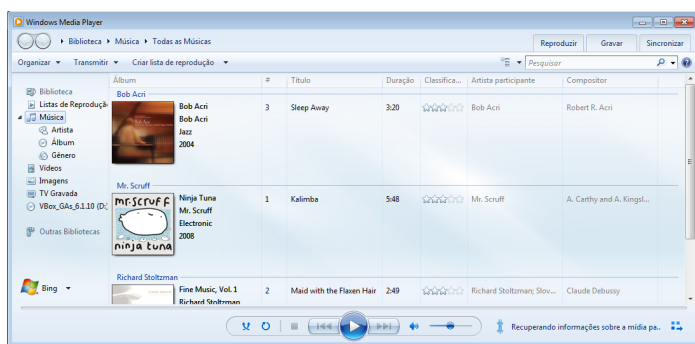 Windows Media Player
Biblioteca Música Todas as Músicas
Reproduzir Gravar Sincronizar
Organizar Transmitir Criar lista de reprodução Pesquisar
Álbum # Título Duração Classifica... Artista participante Compositor
Biblioteca
Listas de Reproduçã
Música
Artista
Álbum
Gênero
Vídeos
Imagens
TV Gravada
VBox_GAs_6.1.10 (D:
Outras Bibliotecas
Bing
Bob Acri
Bob Acri 3 Sleep Away 3:20 Bob Acri Robert R. Acri
Bob Acri
Jazz
2004
Mr. Scruff
mr.scruff
ninja tuna
Ninja Tuna 1 Kalimba 5:48 Mr. Scruff A. Carthy and A. Kingsl...
Mr. Scruff
Electronic
2008
Richard Stoltzman
Fine Music, Vol. 1 2 Maid with the Flaxen Hair 2:49 Richard Stoltzman; Slov... Claude Debussy
Richard Stoltzman
Recuperando informações sobre a mídia pa..